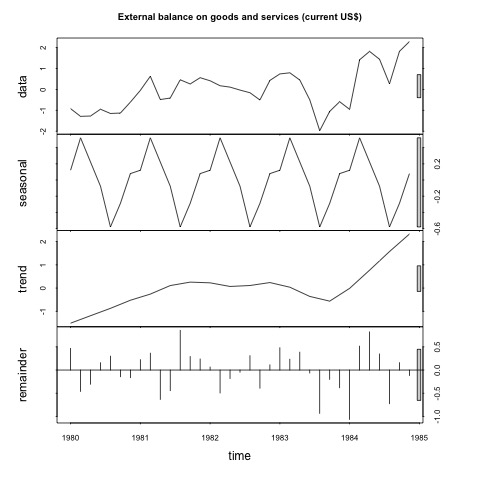 External balance on goods and services (current US$)
data
-2 -1 0 1 2
seasonal
-0.6 -0.2 0.2
trend
-1 0 1 2
remainder
-1.0 -0.5 0.0 0.5
1980 1981 1982 1983 1984 1985
time